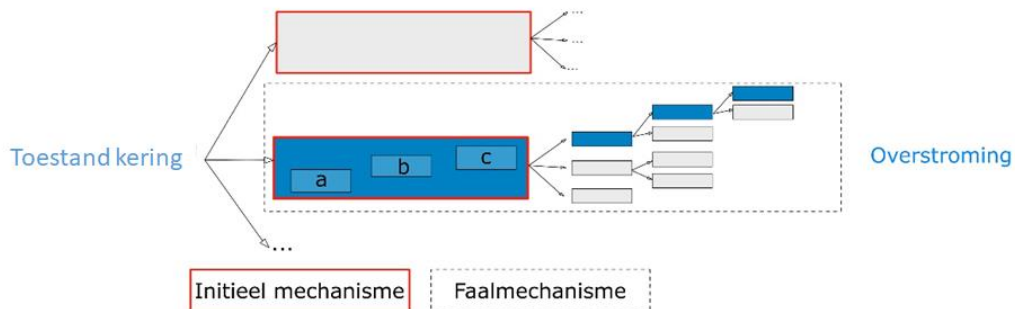 ...
...
...
Toestand kering
a
b
c
Overstroming
...
Initieel mechanisme
Faalmechanisme